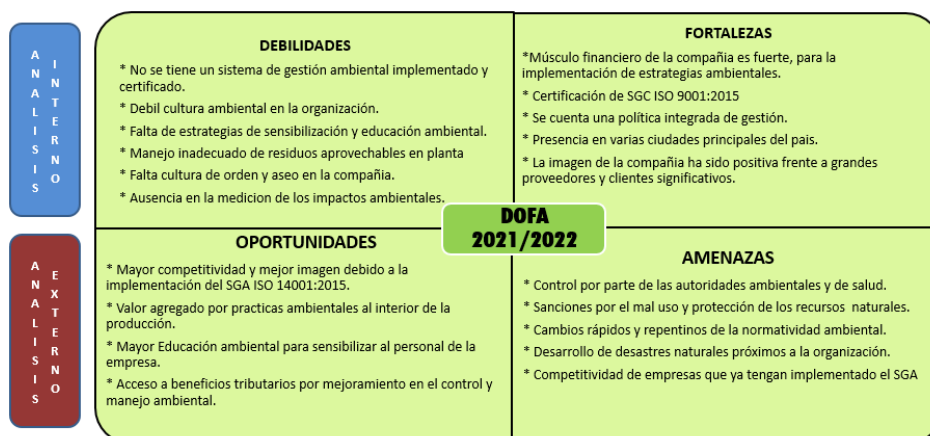 ANALISIS
INTERNO
DEBILIDADES
* No se tiene un sistema de gestión ambiental implementado y
certificado.
* Debil cultura ambiental en la organización.
* Falta de estrategias de sensibilización y educación ambiental.
* Manejo inadecuado de residuos aprovechables en planta
* Falta cultura de orden y aseo en la compañia.
* Ausencia en la medicion de los impactos ambientales.
FORTALEZAS
*Músculo financiero de la compañia es fuerte, para la
implementación de estrategias ambientales.
* Certificación de SGC ISO 9001:2015
* Se cuenta una política integrada de gestión.
* Presencia en varias ciudades principales del pais.
* La imagen de la compañia ha sido positiva frente a grandes
proveedores y clientes significativos.
DOFA
2021/2022
ANALISIS
EXTERNO
OPORTUNIDADES
* Mayor competitividad y mejor imagen debido a la
implementación del SGA ISO 14001:2015.
* Valor agregado por practicas ambientales al interior de la
producción.
* Mayor Educación ambiental para sensibilizar al personal de la
empresa.
* Acceso a beneficios tributarios por mejoramiento en el control y
manejo ambiental.
AMENAZAS
* Control por parte de las autoridades ambientales y de salud.
* Sanciones por el mal uso y protección de los recursos naturales.
* Cambios rápidos y repentinos de la normatividad ambiental.
* Desarrollo de desastres naturales próximos a la organización.
* Competitividad de empresas que ya tengan implementado el SGA